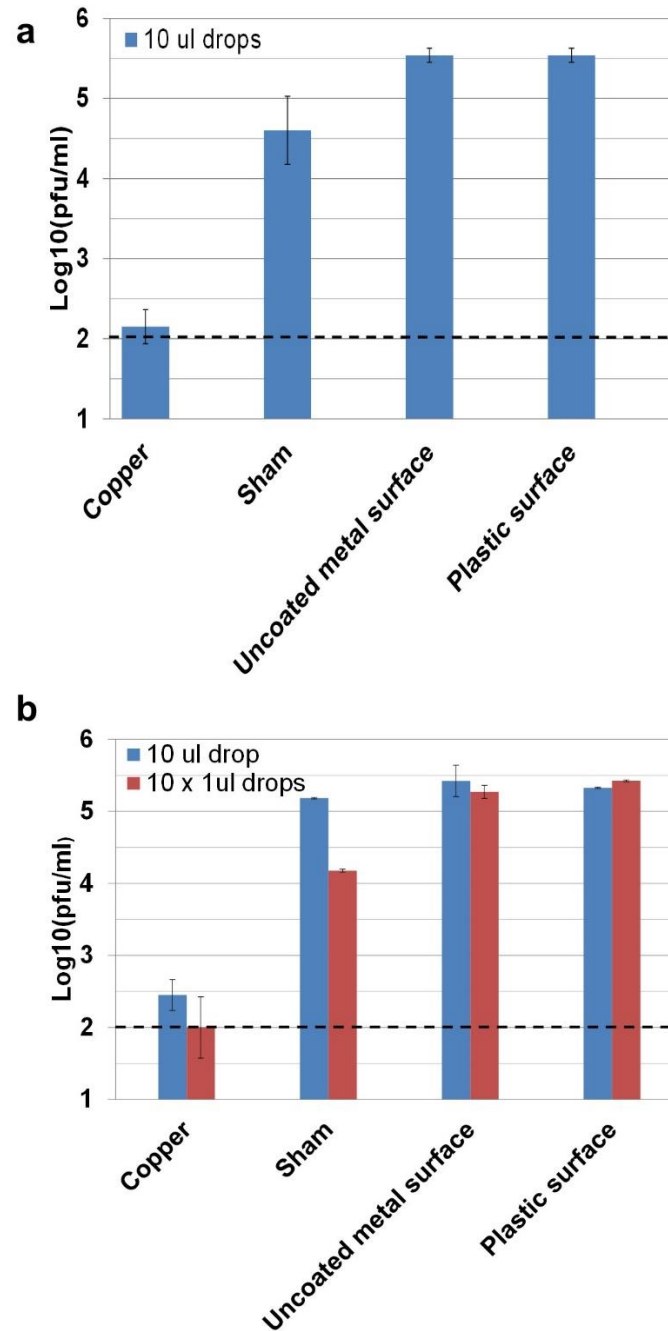 a
10 ul drops
Log10(pfu/ml)
6
5
4
3
2
1
Copper
Sham
Uncoated metal surface
Plastic surface
b
10 ul drop
10 x 1ul drops
Log10(pfu/ml)
6
5
4
3
2
1
Copper
Sham
Uncoated metal surface
Plastic surface